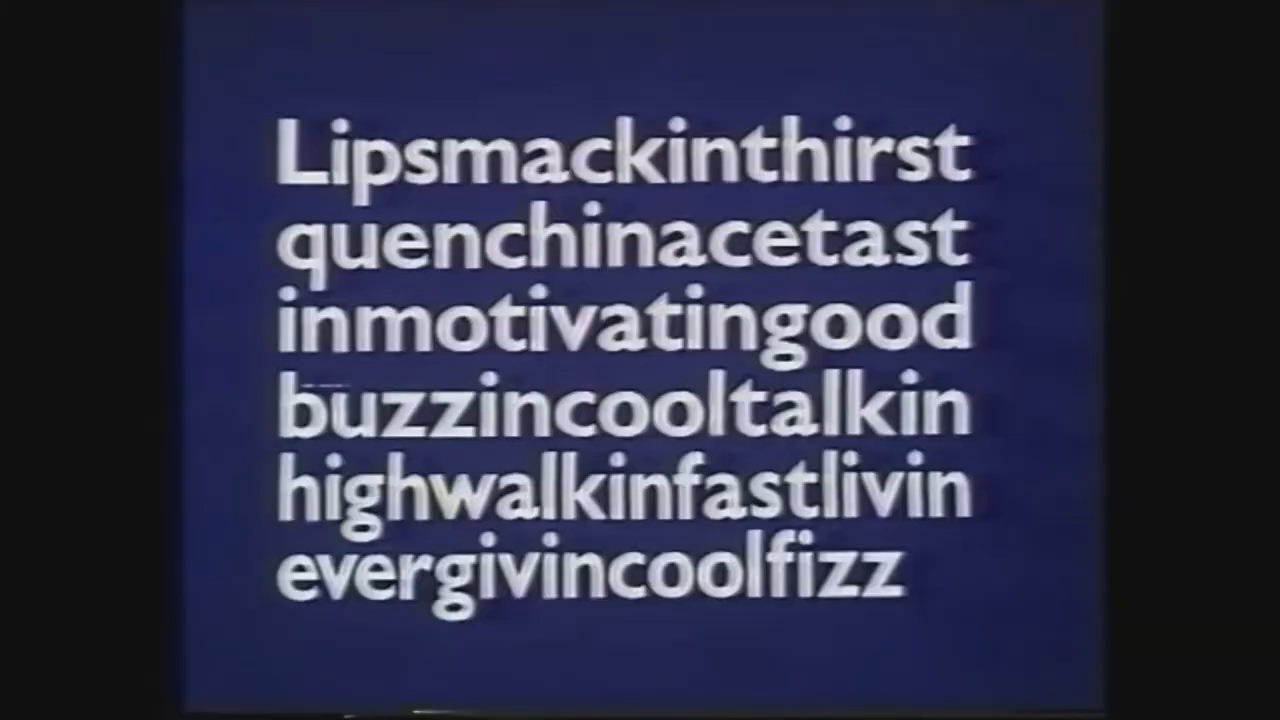 Lipsmackinthirst
quenchinacetast
inmotivatingood
buzzincooltalkin
highwalkinfastlivin
evergivincoolfizz